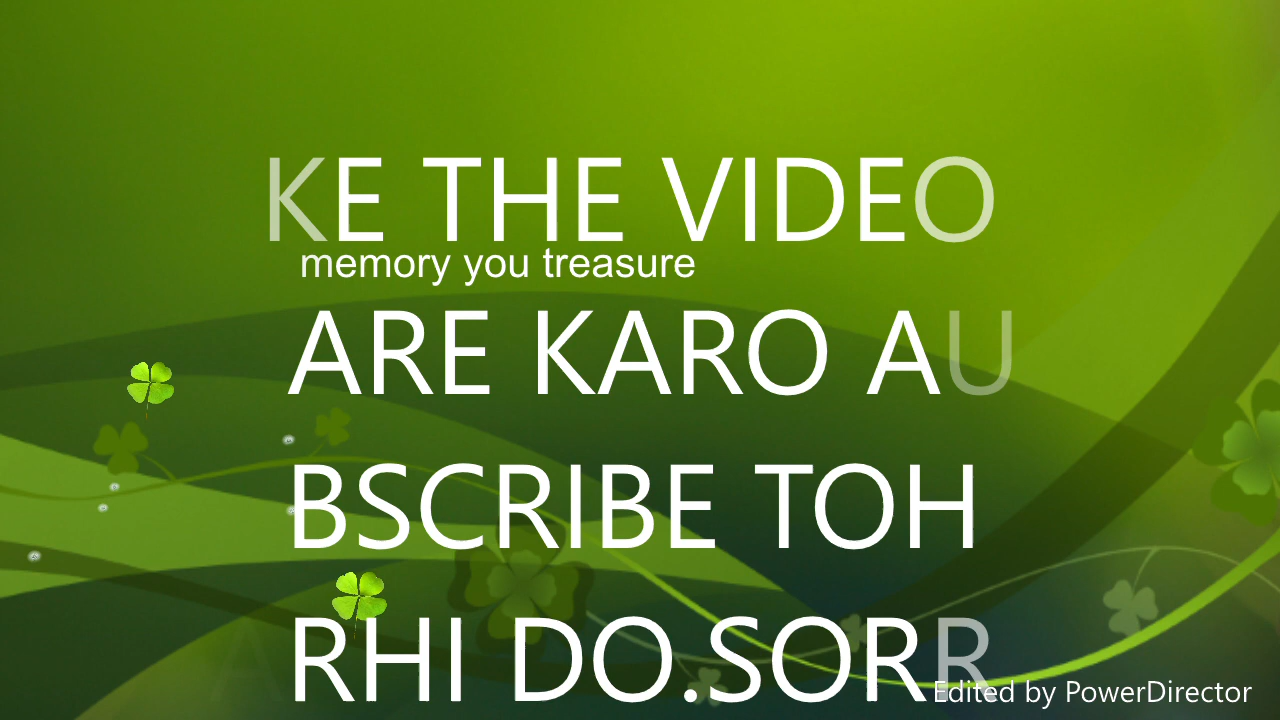 KE THE VIDEO
memory you treasure
ARE KARO AU
BSCRIBE TOH
RHI DO.SORR
Edited by PowerDirector